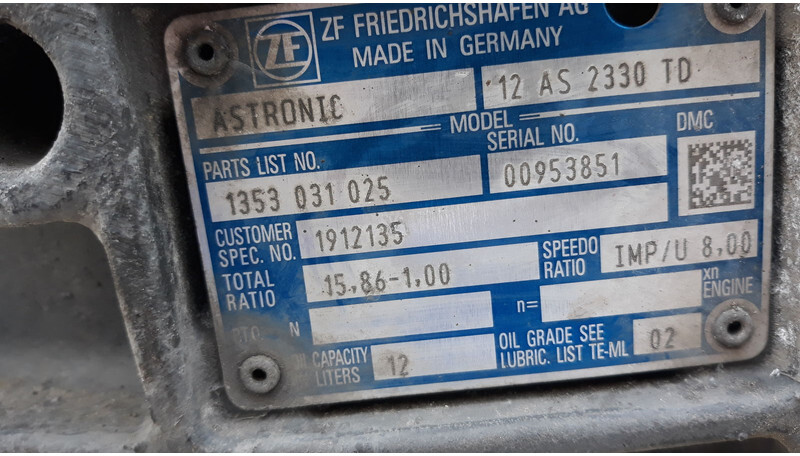 ZF
ZF FRIEDRICHSHAFEN AG
MADE IN GERMANY
ASTRONIC 12 AS 2330 TD
MODEL
PARTS LIST NO. SERIAL NO. DMC
1353 031 025 00953851
CUSTOMER SPEC. NO. 1912135
TOTAL RATIO 15.86-1.00 SPEEDO RATIO IMP/U 8,00
N n= xn ENGINE
CAPACITY LITERS 12 OIL GRADE SEE LUBRIC. LIST TE-ML 02